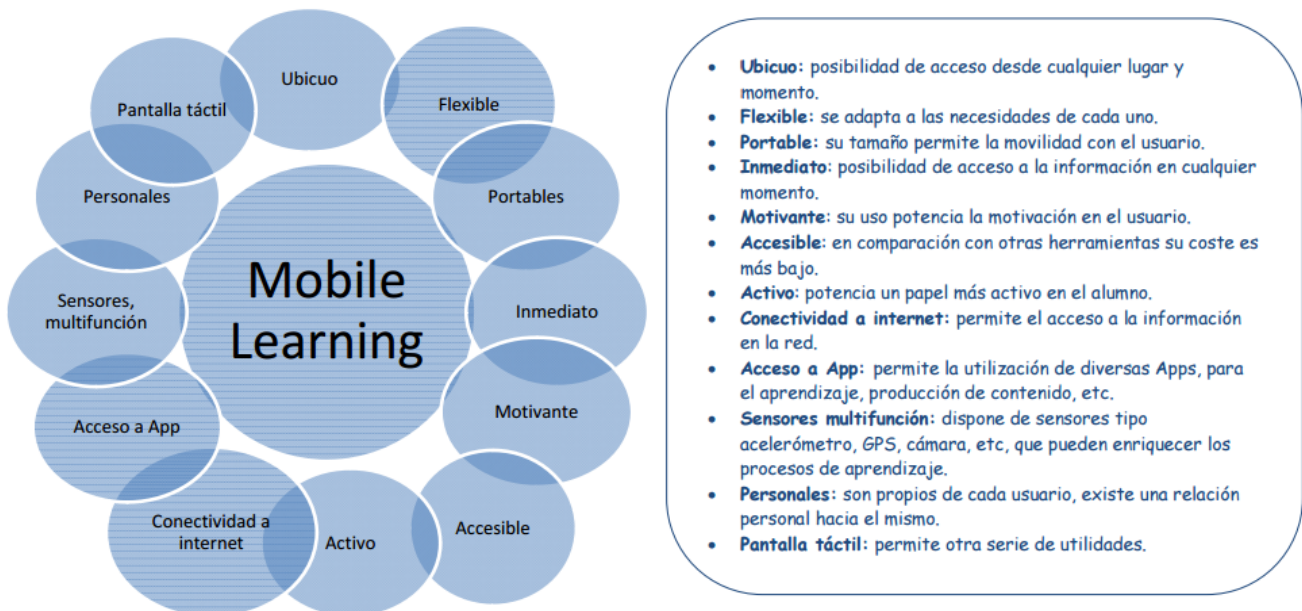 Ubicuo
Flexible
Portables
Inmediato
Motivante
Accesible
Activo
Conectividad a
internet
Acceso a App
Sensores,
multifunción
Personales
Pantalla táctil
Mobile
Learning
• Ubicuo: posibilidad de acceso desde cualquier lugar y
momento.
• Flexible: se adapta a las necesidades de cada uno.
• Portable: su tamaño permite la movilidad con el usuario.
• Inmediato: posibilidad de acceso a la información en cualquier
momento.
• Motivante: su uso potencia la motivación en el usuario.
• Accesible: en comparación con otras herramientas su coste es
más bajo.
• Activo: potencia un papel más activo en el alumno.
• Conectividad a internet: permite el acceso a la información
en la red.
• Acceso a App: permite la utilización de diversas Apps, para
el aprendizaje, producción de contenido, etc.
• Sensores multifunción: dispone de sensores tipo
acelerómetro, GPS, cámara, etc, que pueden enriquecer los
procesos de aprendizaje.
• Personales: son propios de cada usuario, existe una relación
personal hacia el mismo.
• Pantalla táctil: permite otra serie de utilidades.